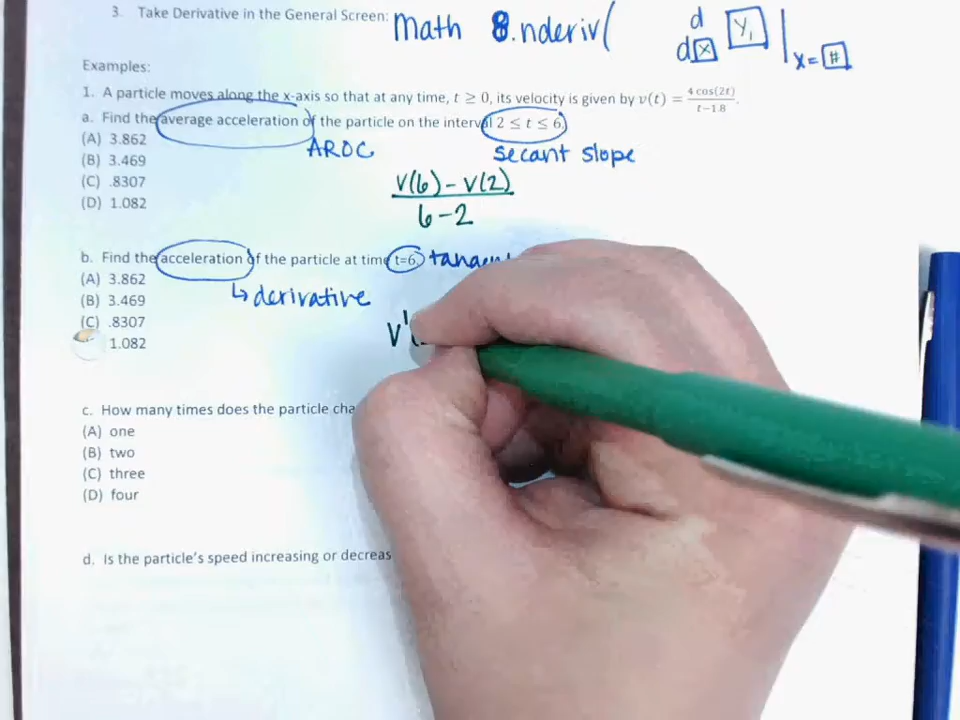 3. Take Derivative in the General Screen: Math 8.nderiv( d/d[x] [Y₁] | x=[#]
Examples:
1. A particle moves along the x-axis so that at any time, t ≥ 0, its velocity is given by v(t) = 4 cos(2t)/t−1.8.
a. Find the average acceleration of the particle on the interval 2 ≤ t ≤ 6.
(A) 3.862
AROC secant slope
(B) 3.469
(C) .8307
v(6) - v(2)
(D) 1.082
6-2
b. Find the acceleration of the particle at time t=6.
(A) 3.862
↳ derivative
(B) 3.469
(C) .8307
v'(
1.082
c. How many times does the particle
(A) one
(B) two
(C) three
(D) four
d. Is the particle's speed increasing or